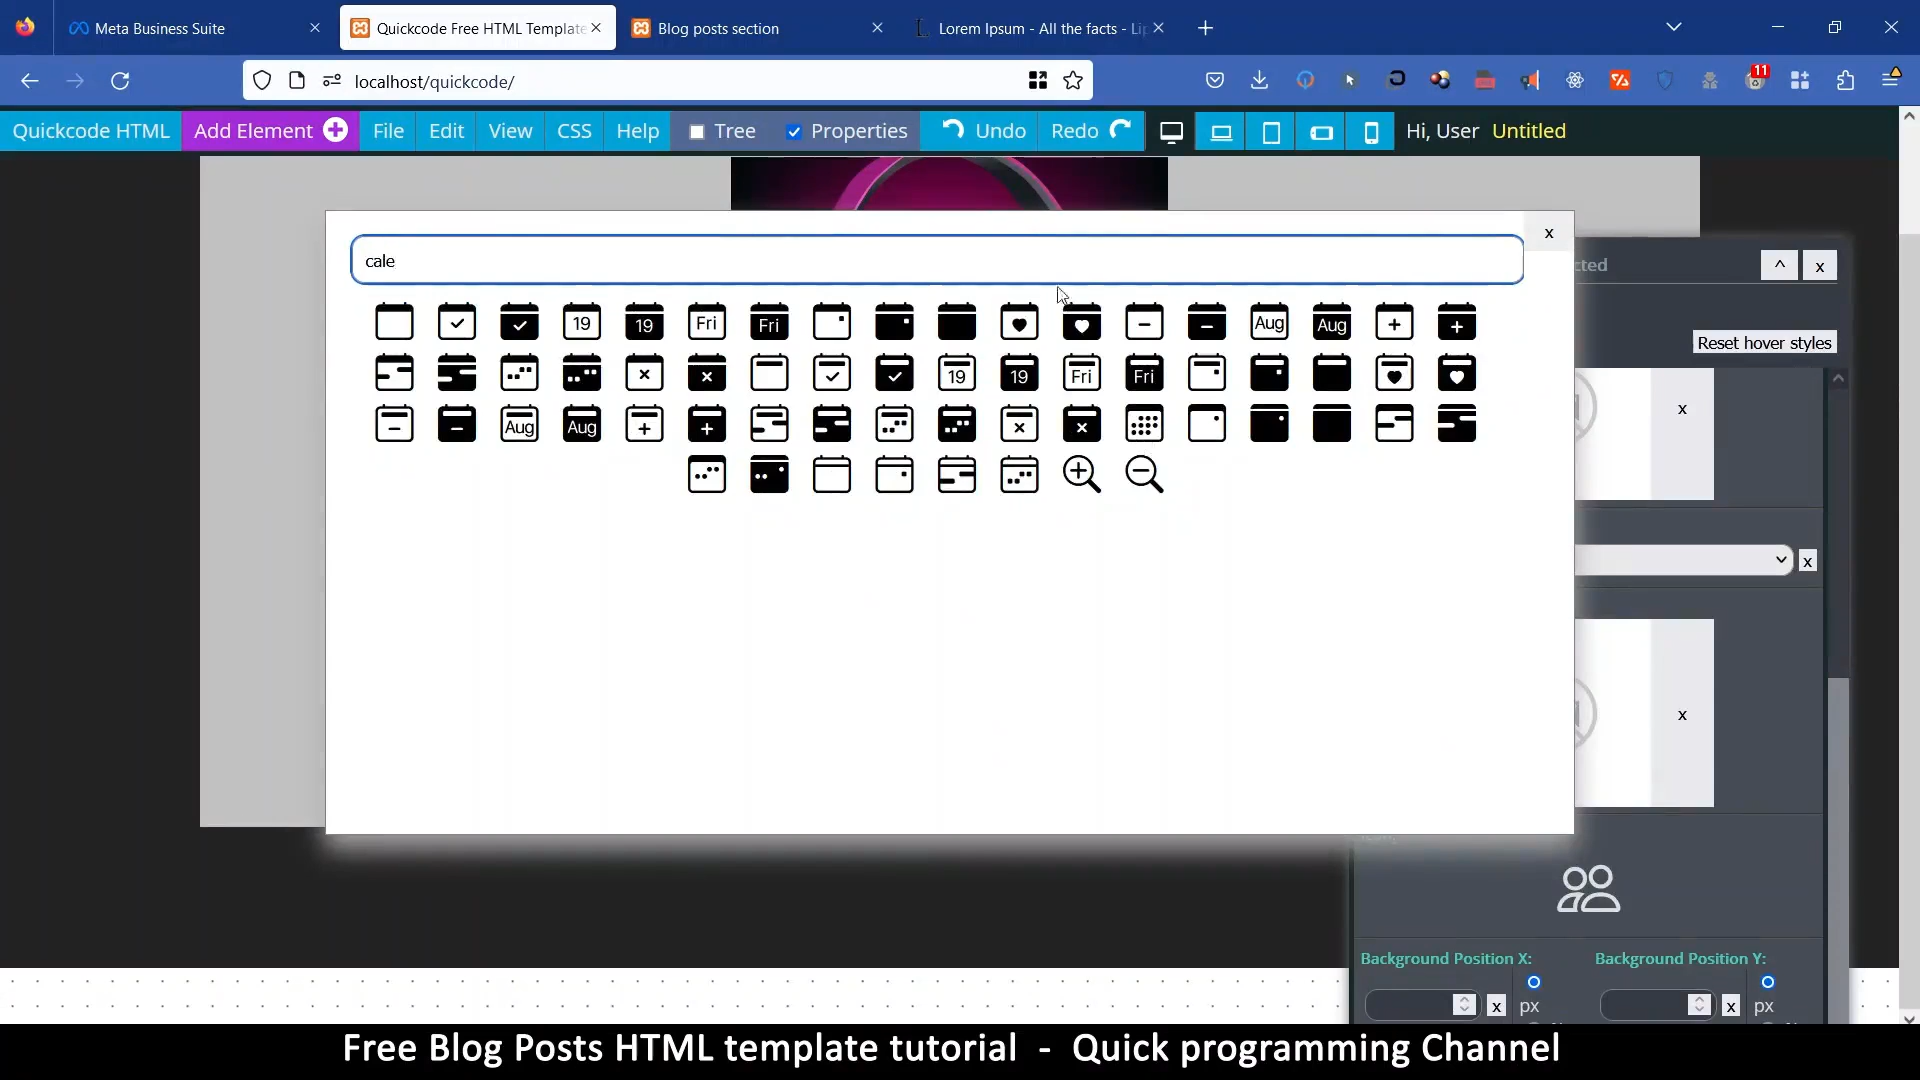 Meta Business Suite
Quickcode Free HTML Template
Blog posts section
Lorem Ipsum - All the facts - Lip
localhost/quickcode/
11
Quickcode HTML
Add Element
File
Edit
View
CSS
Help
Tree
Properties
Undo
Redo
Hi, User
Untitled
x
cale
cted
^
x
19 19 Fri Fri Aug Aug
Reset hover styles
19 19 Fri Fri
x
Aug Aug
x
x
Background Position X:
Background Position Y:
x
px
x
px
Free Blog Posts HTML template tutorial - Quick programming Channel